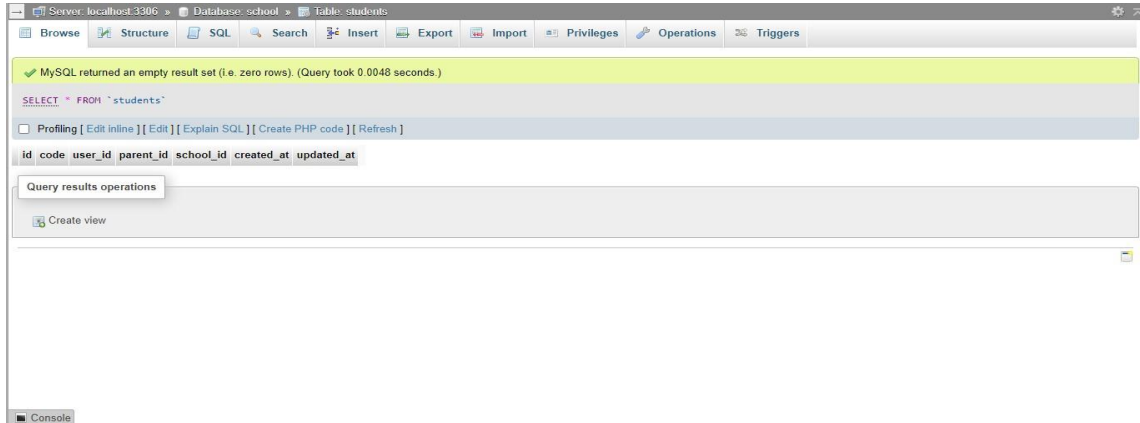 Server: localhost:3306 » Database: school » Table: students
Browse Structure SQL Search Insert Export Import Privileges Operations Triggers
MySQL returned an empty result set (i.e. zero rows). (Query took 0.0048 seconds.)
SELECT * FROM `students`
Profiling [ Edit inline ] [ Edit ] [ Explain SQL ] [ Create PHP code ] [ Refresh ]
id code user_id parent_id school_id created_at updated_at
Query results operations
Create view
Console